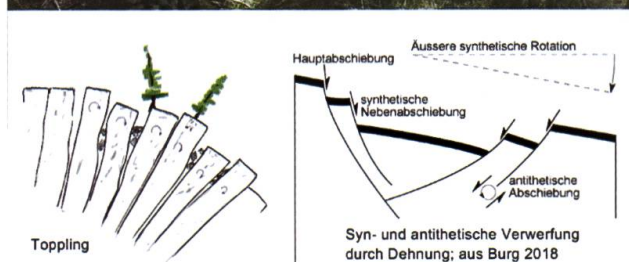 Toppling
Äussere synthetische Rotation
Hauptabschiebung
synthetische
Nebenabschiebung
antithetische
Abschiebung
Syn- und antithetische Verwerfung
durch Dehnung; aus Burg 2018